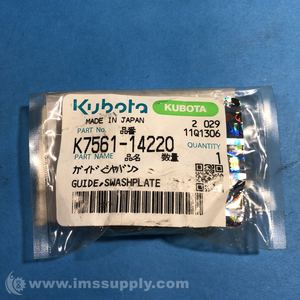 Kubota KUBOTA
MADE IN JAPAN 2 029
PART No. 品番 11Q1306
K7561-14220 QUANTITY
PART NAME 品名 数量 1
ガイド<シャバン>
GUIDE,SWASHPLATE
© www.imssupply.com